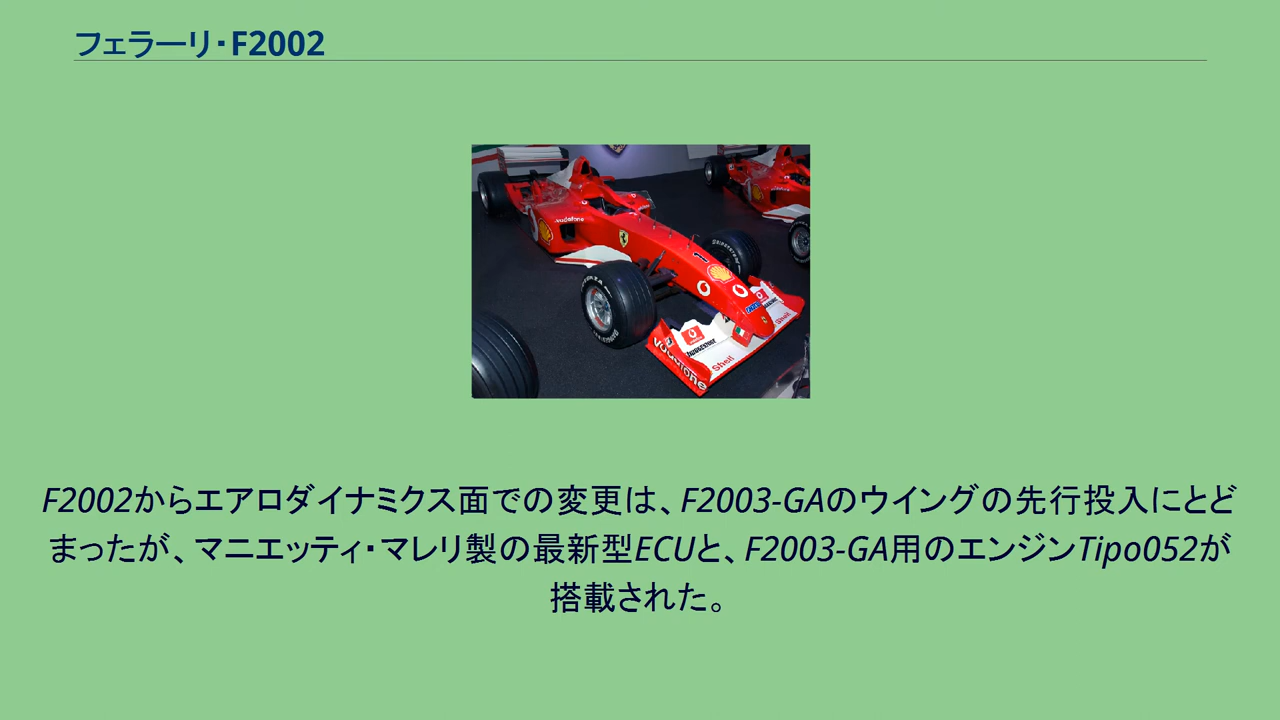 フェラーリ・F2002
vodafone
1
Shell
Vodafone
F2002からエアロダイナミクス面での変更は、F2003-GAのウイングの先行投入にとど
まったが、マニエッティ・マレリ製の最新型ECUと、F2003-GA用のエンジンTipo052が
搭載された。